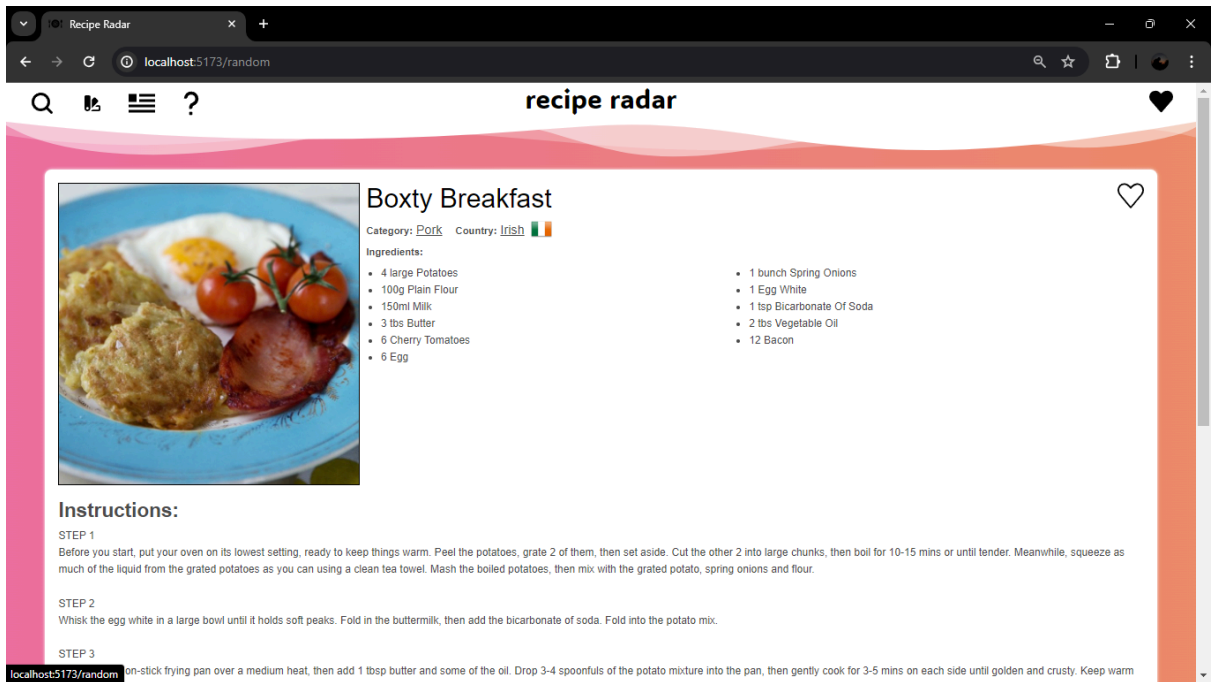 Recipe Radar
localhost:5173/random
recipe radar
Boxty Breakfast
Category: Pork Country: Irish
Ingredients:
4 large Potatoes
100g Plain Flour
150ml Milk
3 tbs Butter
6 Cherry Tomatoes
6 Egg
1 bunch Spring Onions
1 Egg White
1 tsp Bicarbonate Of Soda
2 tbs Vegetable Oil
12 Bacon
Instructions:
STEP 1
Before you start, put your oven on its lowest setting, ready to keep things warm. Peel the potatoes, grate 2 of them, then set aside. Cut the other 2 into large chunks, then boil for 10-15 mins or until tender. Meanwhile, squeeze as
much of the liquid from the grated potatoes as you can using a clean tea towel. Mash the boiled potatoes, then mix with the grated potato, spring onions and flour.
STEP 2
Whisk the egg white in a large bowl until it holds soft peaks. Fold in the buttermilk, then add the bicarbonate of soda. Fold into the potato mix.
STEP 3
on-stick frying pan over a medium heat, then add 1 tbsp butter and some of the oil. Drop 3-4 spoonfuls of the potato mixture into the pan, then gently cook for 3-5 mins on each side until golden and crusty. Keep warm
localhost:5173/random